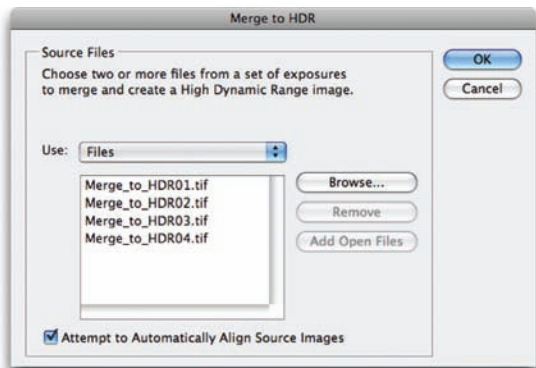 Merge to HDR
Source Files
Choose two or more files from a set of exposures
to merge and create a High Dynamic Range image.
OK
Cancel
Use: Files
Merge_to_HDR01.tif
Merge_to_HDR02.tif
Merge_to_HDR03.tif
Merge_to_HDR04.tif
Browse...
Remove
Add Open Files
Attempt to Automatically Align Source Images